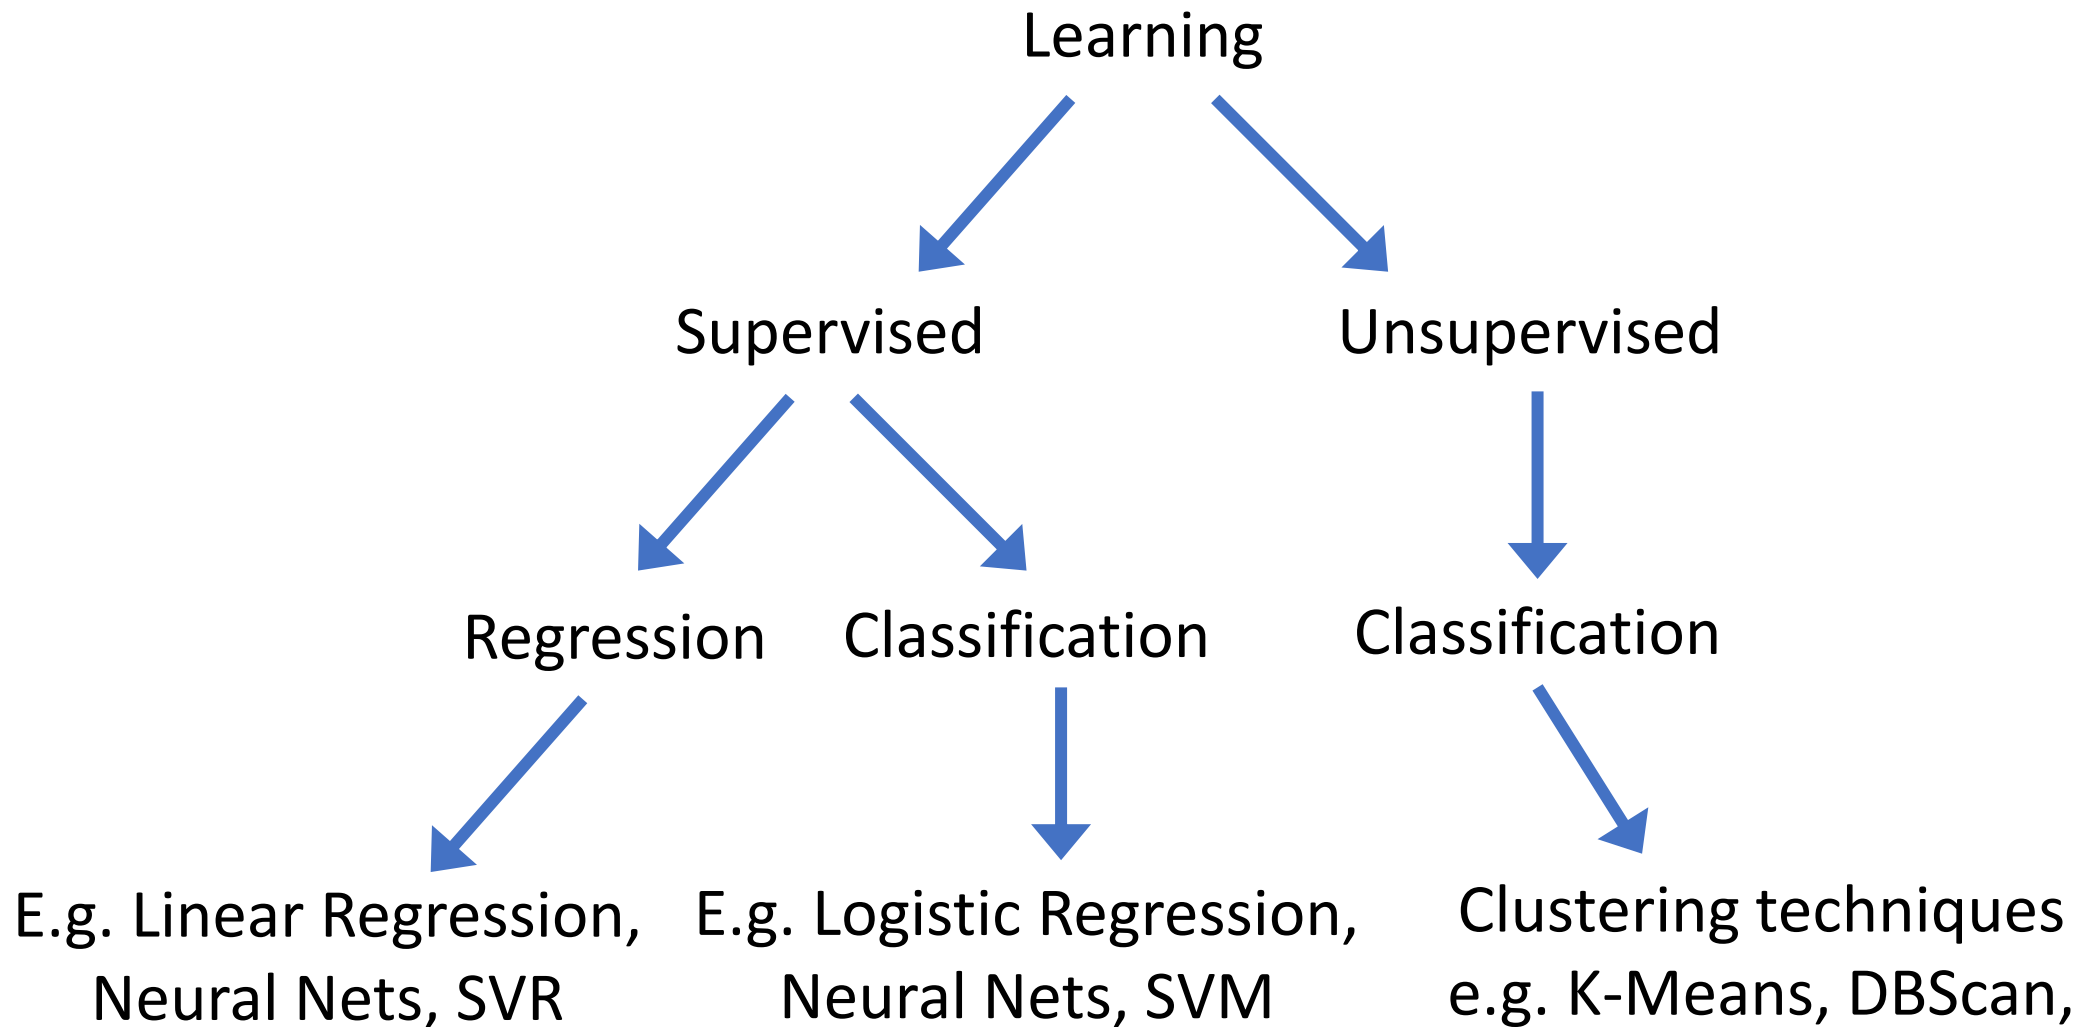 Learning
Supervised
Unsupervised
Regression
Classification
Classification
E.g. Linear Regression,
Neural Nets, SVR
E.g. Logistic Regression,
Neural Nets, SVM
Clustering techniques
e.g. K-Means, DBScan,